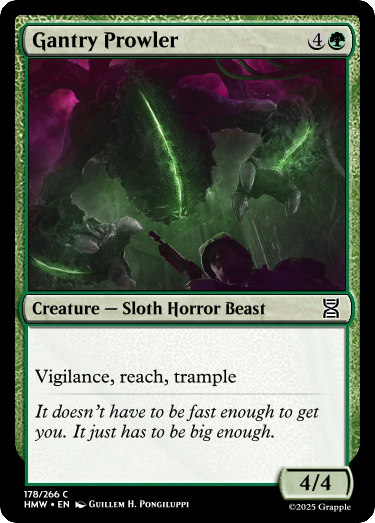 Gantry Prowler 4
Creature — Sloth Horror Beast
Vigilance, reach, trample
It doesn't have to be fast enough to get
you. It just has to be big enough.
4/4
178/266 C
HMW • EN Guillem H. Pongiluppi
©2025 Grapple